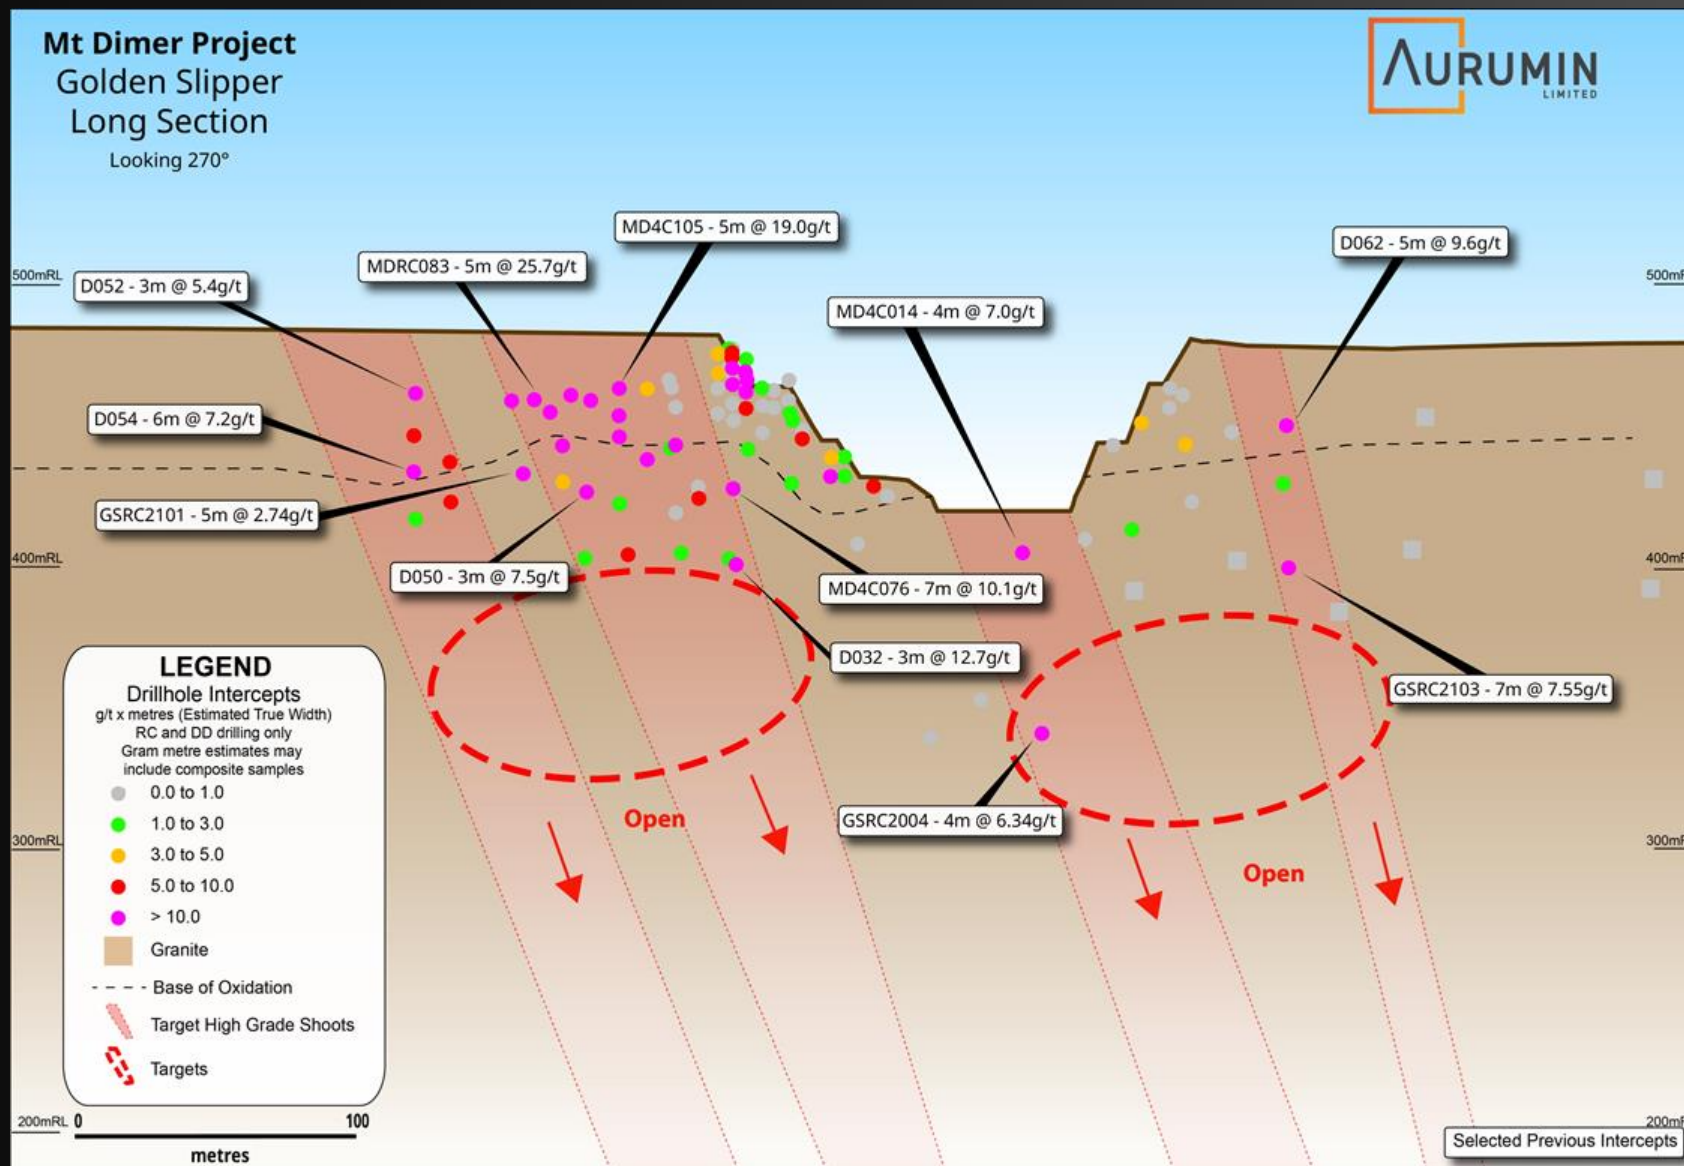 Mt Dimer Project
Golden Slipper
Long Section
Looking 270°
AURUMIN
LIMITED
MD4C105 - 5m @ 19.0g/t
D062 - 5m @ 9.6g/t
MDRC083 - 5m @ 25.7g/t
500mRL
500mR
D052 - 3m @ 5.4g/t
MD4C014 - 4m @ 7.0g/t
D054 - 6m @ 7.2g/t
GSRC2101 - 5m @ 2.74g/t
400mRL
400mR
D050 - 3m @ 7.5g/t
MD4C076 - 7m @ 10.1g/t
D032 - 3m @ 12.7g/t
GSRC2103 - 7m @ 7.55g/t
GSRC2004 - 4m @ 6.34g/t
Open
Open
300mRL
300mR
LEGEND
Drillhole Intercepts
g/t x metres (Estimated True Width)
RC and DD drilling only
Gram metre estimates may
include composite samples
0.0 to 1.0
1.0 to 3.0
3.0 to 5.0
5.0 to 10.0
> 10.0
Granite
Base of Oxidation
Target High Grade Shoots
Targets
200mRL
0
100
metres
200mR
Selected Previous Intercepts